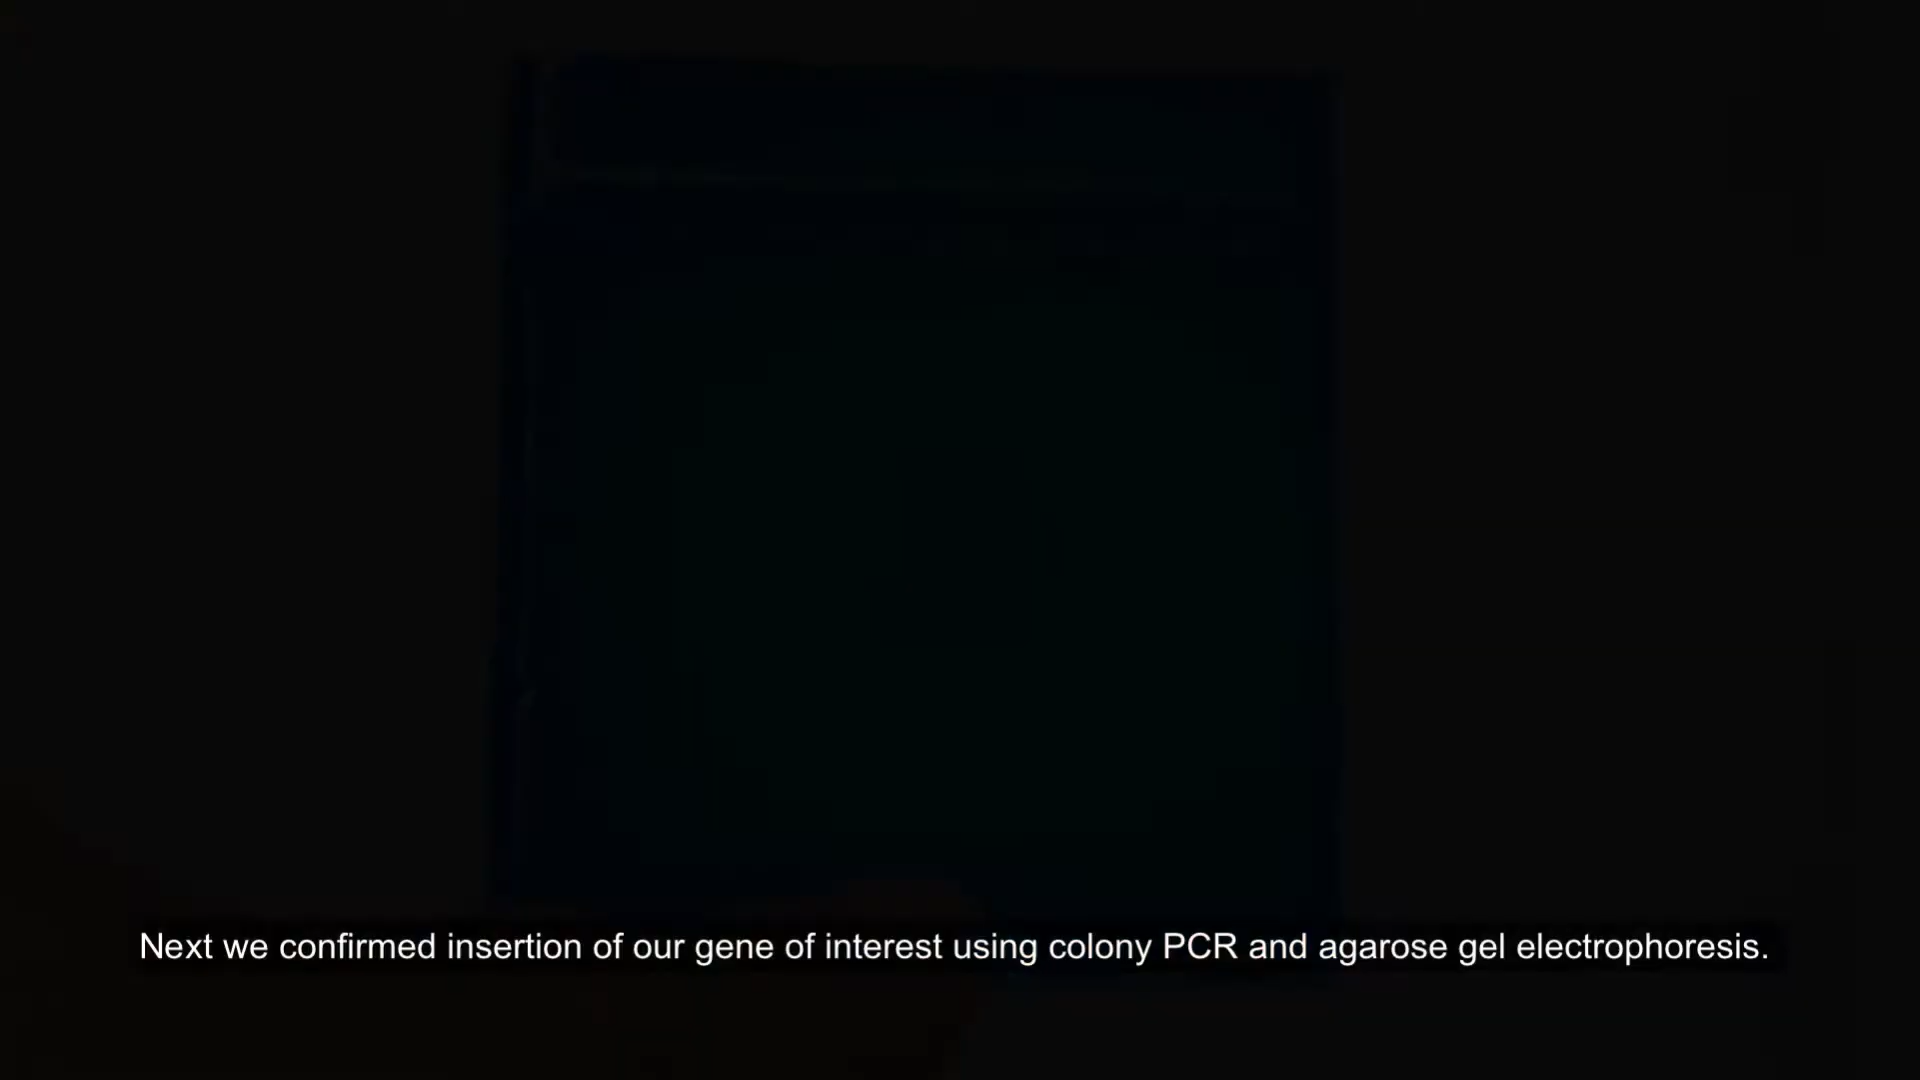 Next we confirmed insertion of our gene of interest using colony PCR and agarose gel electrophoresis.